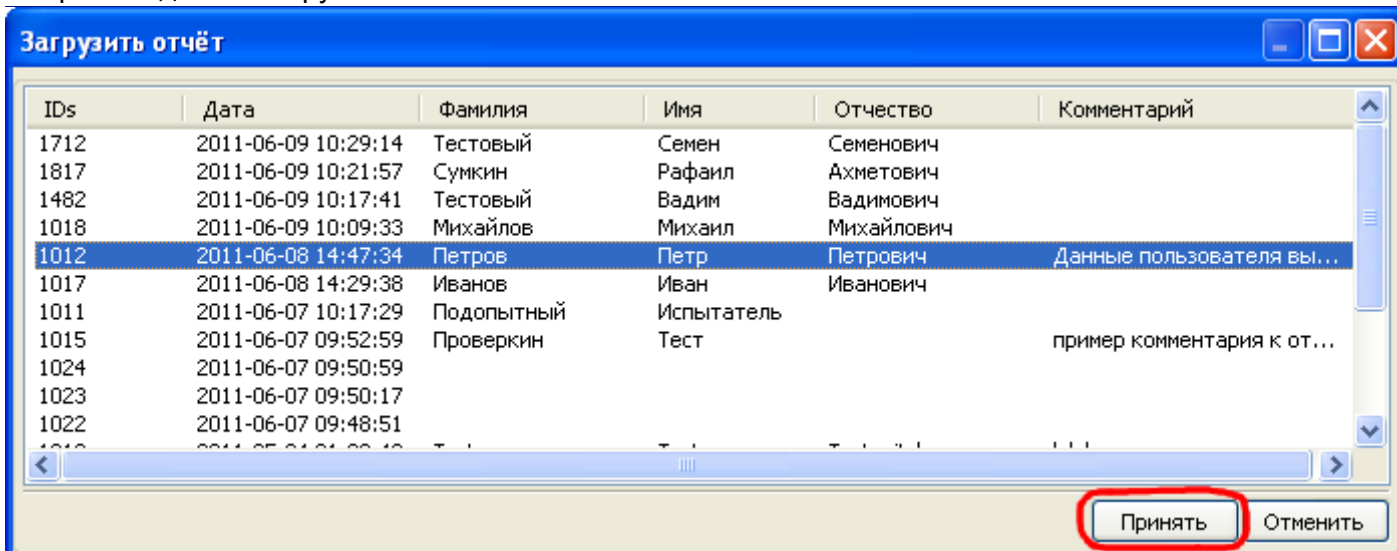 Загрузить отчёт
IDs Дата Фамилия Имя Отчество Комментарий
1712 2011-06-09 10:29:14 Тестовый Семен Семенович
1817 2011-06-09 10:21:57 Сумкин Рафаил Ахметович
1482 2011-06-09 10:17:41 Тестовый Вадим Вадимович
1018 2011-06-09 10:09:33 Михайлов Михаил Михайлович
1012 2011-06-08 14:47:34 Петров Петр Петрович Данные пользователя вы...
1017 2011-06-08 14:29:38 Иванов Иван Иванович
1011 2011-06-07 10:17:29 Подопытный Испытатель
1015 2011-06-07 09:52:59 Проверкин Тест пример комментария к от...
1024 2011-06-07 09:50:59
1023 2011-06-07 09:50:17
1022 2011-06-07 09:48:51
Принять Отменить